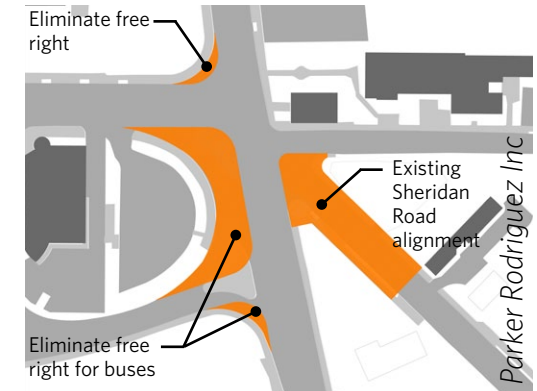 Eliminate free
right
Existing
Sheridan
Road
alignment
Parker Rodriguez Inc
Eliminate free
right for buses